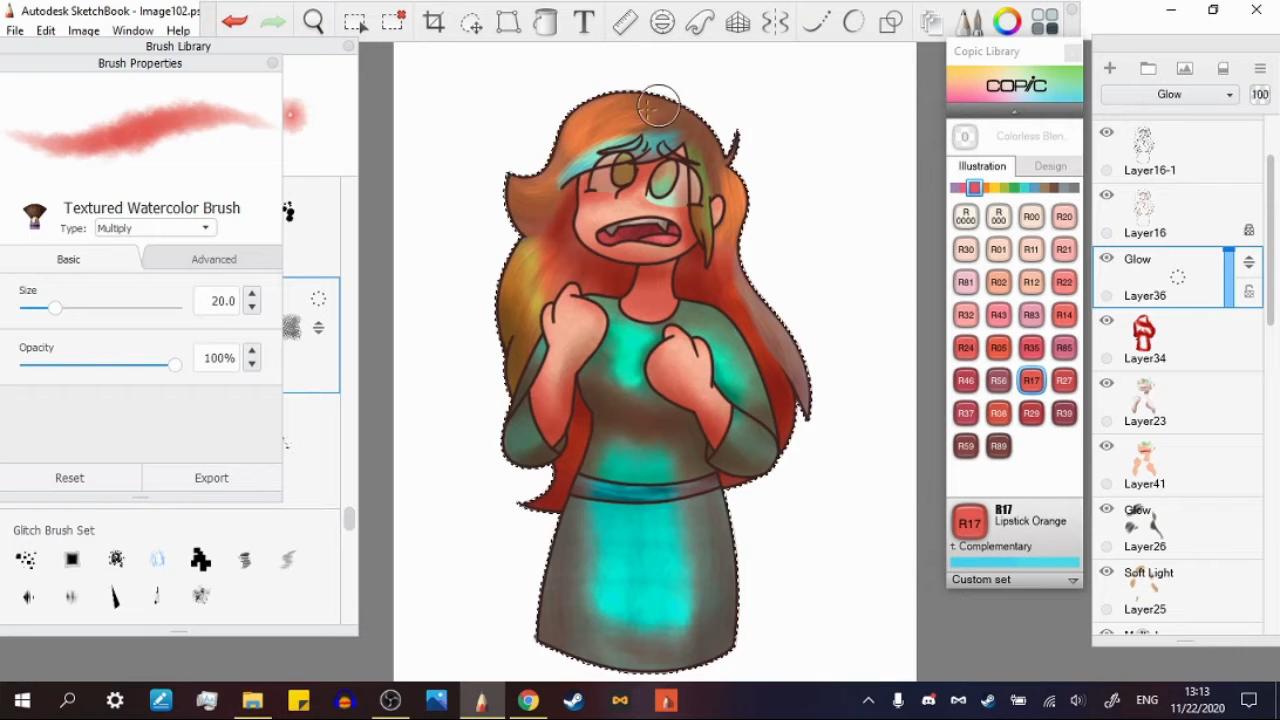 Autodesk SketchBook - Image102.ps
File Edit Image Window Help
Brush Library
Brush Properties
Textured Watercolor Brush
Type: Multiply
Basic
Advanced
Size
20.0
Opacity
100%
Reset
Export
Glitch Brush Set
Copic Library
COPIC
0
Colorless Blen..
Illustration
Design
R 0000 R 000 R00 R20
R30 R01 R11 R21
R81 R02 R12 R22
R32 R43 R83 R14
R24 R05 R35 R85
R46 R56 R17 R27
R37 R08 R29 R39
R59 R89
R17
R17
Lipstick Orange
t. Complementary
Custom set
Glow
100
Layer16-1
Layer16
Glow
Layer36
Layer34
Layer23
Layer41
Glow
Layer26
Soft Light
Layer25
ENG
13:13
11/22/2020